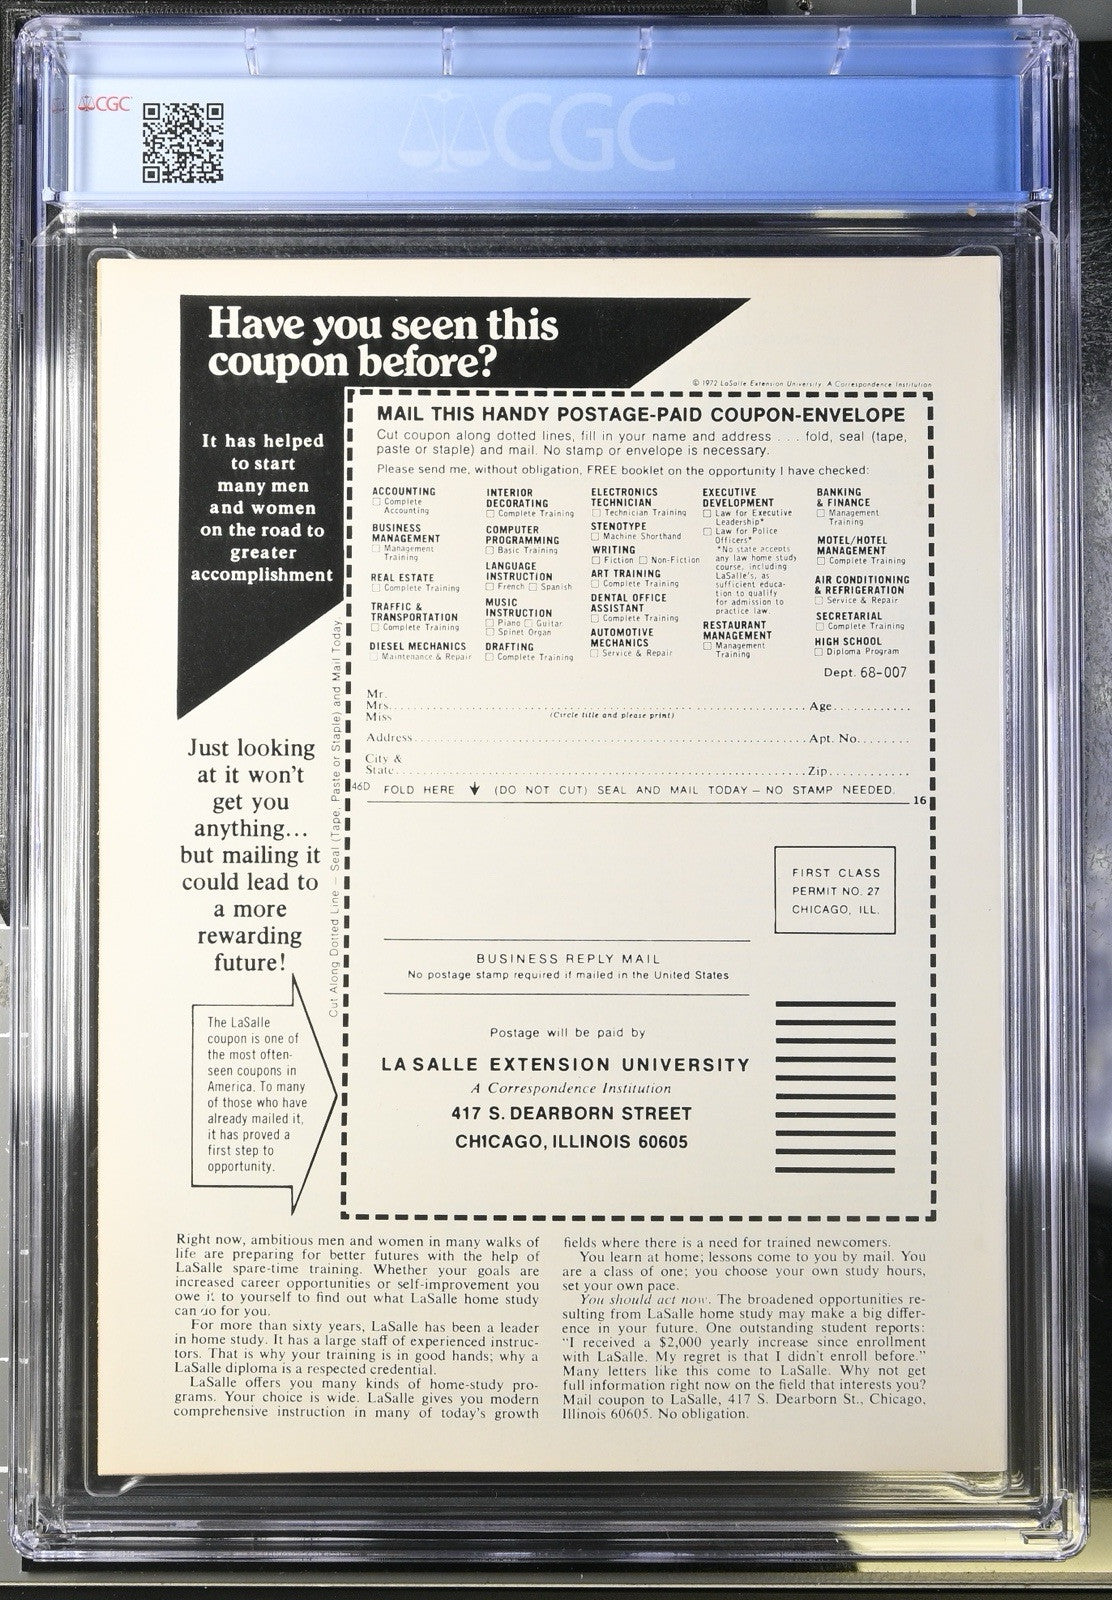 CGC
CGC
Have you seen this
coupon before?
It has helped
to start
many men
and women
on the road to
greater
accomplishment
© 1972 LaSalle Extension University A Correspondence Institution
MAIL THIS HANDY POSTAGE-PAID COUPON-ENVELOPE
Cut coupon along dotted lines, fill in your name and address . . . fold, seal (tape,
paste or staple) and mail. No stamp or envelope is necessary.
Please send me, without obligation, FREE booklet on the opportunity I have checked:
ACCOUNTING
☐ Complete
Accounting
BUSINESS
MANAGEMENT
☐ Management
Training
REAL ESTATE
☐ Complete Training
TRAFFIC &
TRANSPORTATION
☐ Complete Training
DIESEL MECHANICS
☐ Maintenance & Repair
INTERIOR
DECORATING
☐ Complete Training
COMPUTER
PROGRAMMING
☐ Basic Training
LANGUAGE
INSTRUCTION
☐ French ☐ Spanish
MUSIC
INSTRUCTION
☐ Piano ☐ Guitar
☐ Spinet Organ
DRAFTING
☐ Complete Training
ELECTRONICS
TECHNICIAN
☐ Technician Training
STENOTYPE
☐ Machine Shorthand
WRITING
☐ Fiction ☐ Non-Fiction
ART TRAINING
☐ Complete Training
DENTAL OFFICE
ASSISTANT
☐ Complete Training
AUTOMOTIVE
MECHANICS
☐ Service & Repair
EXECUTIVE
DEVELOPMENT
☐ Law for Executive
Leadership*
☐ Law for Police
Officers*
*No state accepts
any law home study
course, including
LaSalle's, as
sufficient educa-
tion to qualify
for admission to
practice law.
RESTAURANT
MANAGEMENT
☐ Management
Training
BANKING
& FINANCE
☐ Management
Training
MOTEL/HOTEL
MANAGEMENT
☐ Complete Training
AIR CONDITIONING
& REFRIGERATION
☐ Service & Repair
SECRETARIAL
☐ Complete Training
HIGH SCHOOL
☐ Diploma Program
Dept. 68-007
Mr.
Mrs. Age
Miss (Circle title and please print)
Address Apt. No.
City &
State Zip
46D FOLD HERE (DO NOT CUT) SEAL AND MAIL TODAY – NO STAMP NEEDED.
16
Cut Along Dotted Line – Seal (Tape, Paste or Staple) and Mail Today
Just looking
at it won't
get you
anything...
but mailing it
could lead to
a more
rewarding
future!
FIRST CLASS
PERMIT NO. 27
CHICAGO, ILL.
BUSINESS REPLY MAIL
No postage stamp required if mailed in the United States
Postage will be paid by
LASALLE EXTENSION UNIVERSITY
A Correspondence Institution
417 S. DEARBORN STREET
CHICAGO, ILLINOIS 60605
The LaSalle
coupon is one of
the most often-
seen coupons in
America. To many
of those who have
already mailed it,
it has proved a
first step to
opportunity.
Right now, ambitious men and women in many walks of
life are preparing for better futures with the help of
LaSalle spare-time training. Whether your goals are
increased career opportunities or self-improvement you
owe it to yourself to find out what LaSalle home study
can do for you.
For more than sixty years, LaSalle has been a leader
in home study. It has a large staff of experienced instruc-
tors. That is why your training is in good hands; why a
LaSalle diploma is a respected credential.
LaSalle offers you many kinds of home-study pro-
grams. Your choice is wide. LaSalle gives you modern
comprehensive instruction in many of today's growth
fields where there is a need for trained newcomers.
You learn at home; lessons come to you by mail. You
are a class of one; you choose your own study hours,
set your own pace.
You should act now. The broadened opportunities re-
sulting from LaSalle home study may make a big differ-
ence in your future. One outstanding student reports:
"I received a $2,000 yearly increase since enrollment
with LaSalle. My regret is that I didn't enroll before."
Many letters like this come to LaSalle. Why not get
full information right now on the field that interests you?
Mail coupon to LaSalle, 417 S. Dearborn St., Chicago,
Illinois 60605. No obligation.